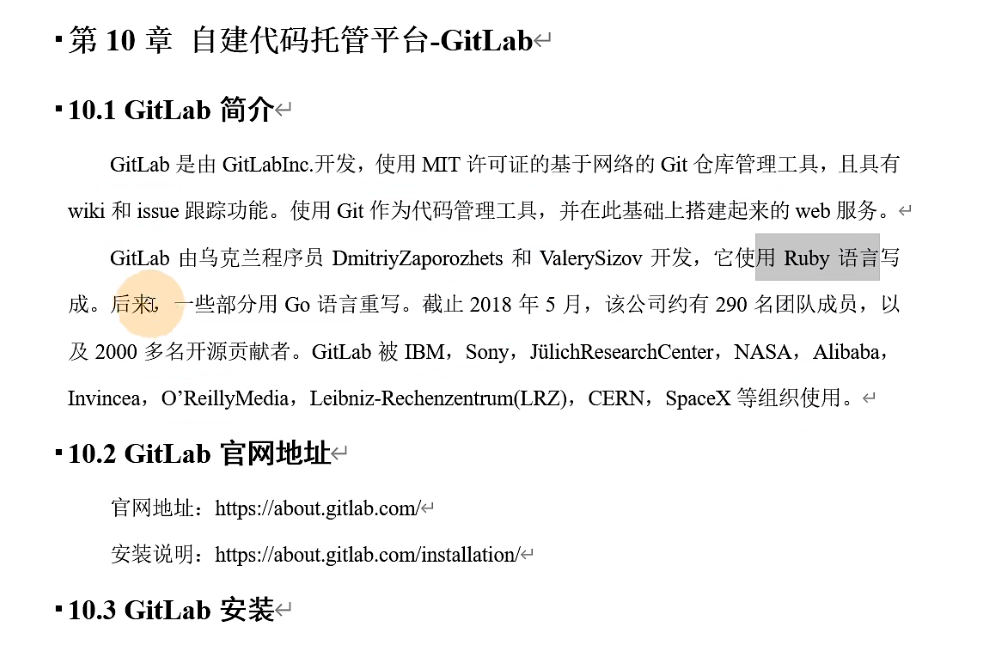 第 10 章 自建代码托管平台-GitLab
10.1 GitLab 简介
GitLab 是由 GitLabInc.开发，使用 MIT 许可证的基于网络的 Git 仓库管理工具，且具有
wiki 和 issue 跟踪功能。使用 Git 作为代码管理工具，并在此基础上搭建起来的 web 服务。
GitLab 由乌克兰程序员 DmitriyZaporozhets 和 ValerySizov 开发，它使用 Ruby 语言写
成。后来，一些部分用 Go 语言重写。截止 2018 年 5 月，该公司约有 290 名团队成员，以
及 2000 多名开源贡献者。GitLab 被 IBM，Sony，JülichResearchCenter，NASA，Alibaba，
Invincea，O’ReillyMedia，Leibniz-Rechenzentrum(LRZ)，CERN，SpaceX 等组织使用。
10.2 GitLab 官网地址
官网地址：https://about.gitlab.com/
安装说明：https://about.gitlab.com/installation/
10.3 GitLab 安装